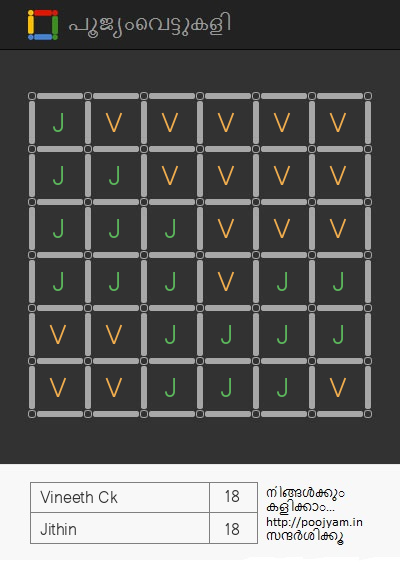 പൂജ്യംവെട്ടുകളി
J V V V V V
J J V V V V
J J J V V V
J J J V J J
V V J J J J
V V J J J V
Vineeth Ck 18
Jithin 18
നിങ്ങൾക്കും
കളിക്കാം...
http://poojyam.in
സന്ദർശിക്കൂ